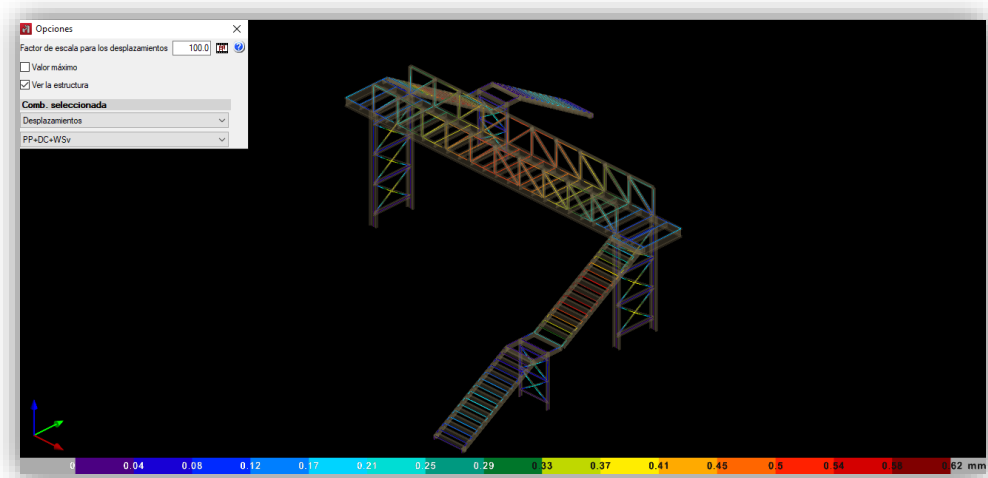 Opciones
Factor de escala para los desplazamientos 100.0
Valor máximo
Ver la estructura
Comb. seleccionada
Desplazamientos
PP+DC+WSv
0 0.04 0.08 0.12 0.17 0.21 0.25 0.29 0.33 0.37 0.41 0.45 0.5 0.54 0.58 0.62 mm